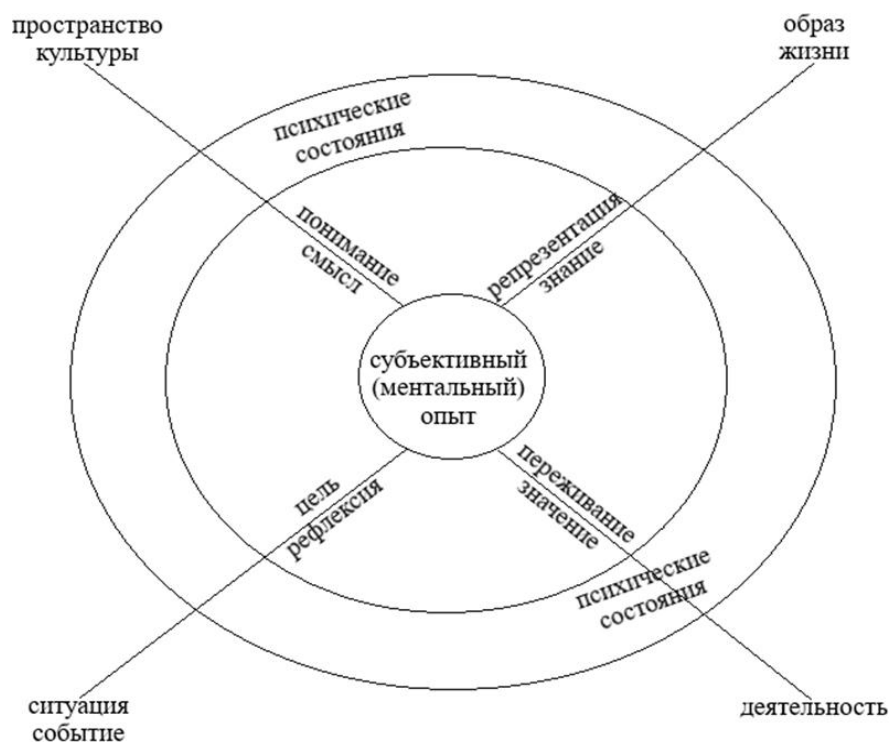 пространство
культуры
образ
жизни
психические
состояния
понимание
смысл
репрезентация
знание
субъективный
(ментальный)
опыт
цель
рефлексия
переживание
значение
психические
состояния
ситуация
событие
деятельность